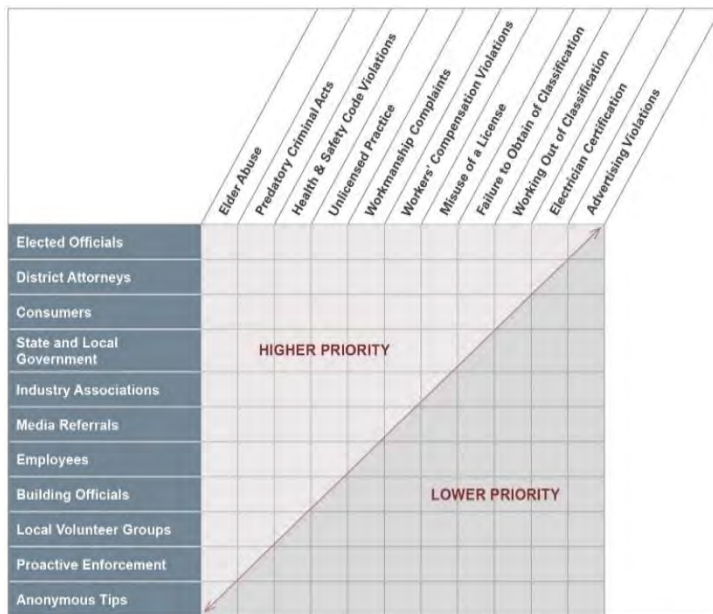 Elder Abuse
Predatory Criminal Acts
Health & Safety Code Violations
Unlicensed Practice
Workmanship Complaints
Workers' Compensation Violations
Misuse of a License
Failure to Obtain of Classification
Working Out of Classification
Electrician Certification
Advertising Violations
Elected Officials
District Attorneys
Consumers
State and Local
Government
HIGHER PRIORITY
Industry Associations
Media Referrals
Employees
Building Officials
LOWER PRIORITY
Local Volunteer Groups
Proactive Enforcement
Anonymous Tips